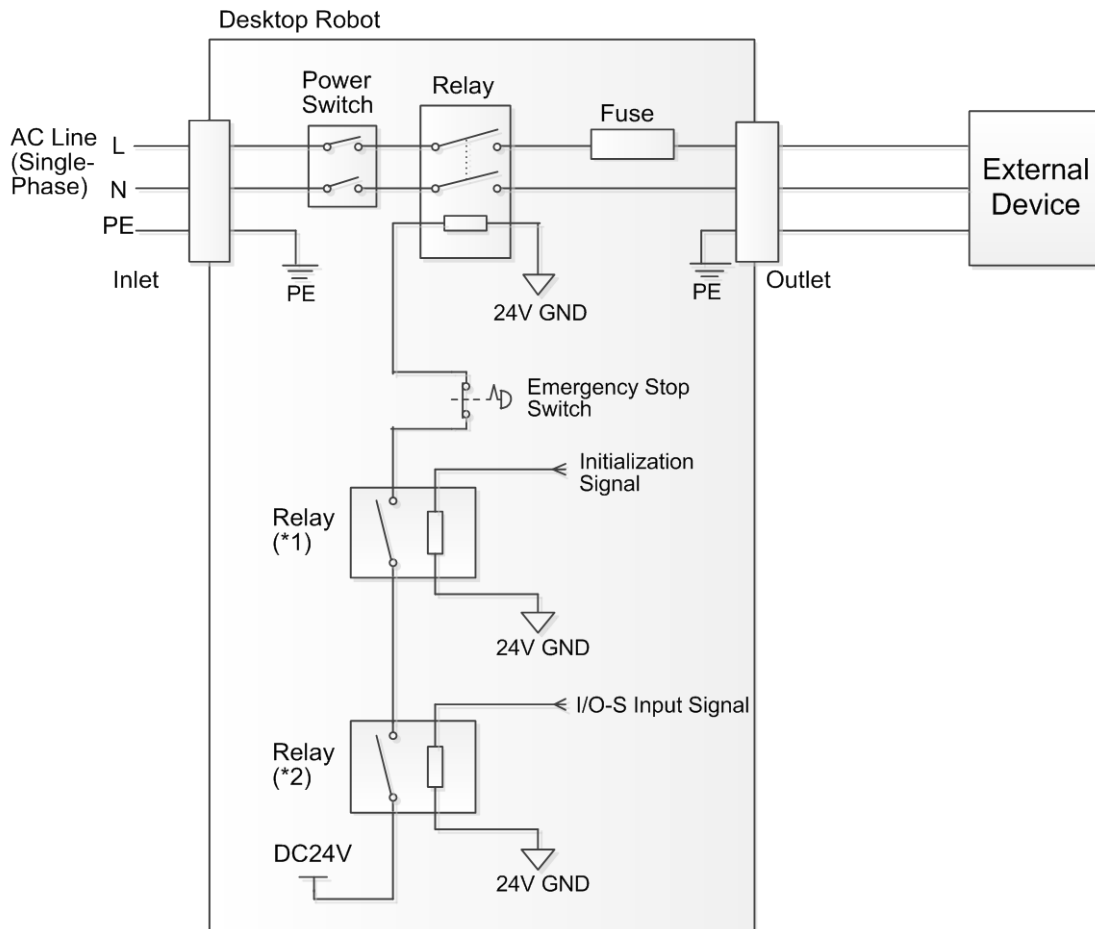 Desktop Robot
Power
Switch
Relay
Fuse
AC Line
(Single-
Phase)
L
N
PE
Inlet
PE
24V GND
PE
Outlet
External
Device
Emergency Stop
Switch
Initialization
Signal
Relay
(*1)
24V GND
I/O-S Input Signal
Relay
(*2)
DC24V
24V GND